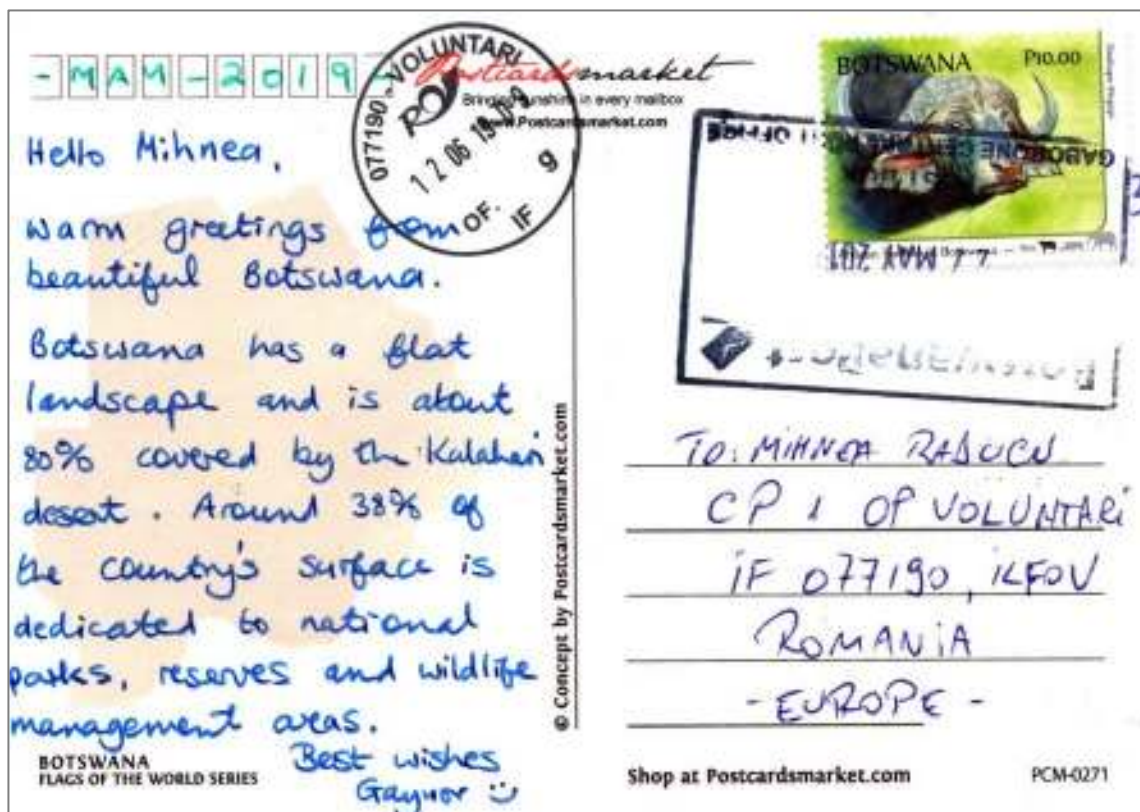 -MAM-2019
Postcardsmarket
Bringing sunshine in every mailbox
www.Postcardsmarket.com
077190 - VOLUNTARI
12 06 19
OF. IF
9
BOTSWANA P10.00
GABORONE
MAY 201
BotswanaPost
Hello Mihnea,
Warm greetings from
beautiful Botswana.
Botswana has a flat
landscape and is about
80% covered by the Kalahari
desert. Around 38% of
the country's surface is
dedicated to national
parks, reserves and wildlife
management areas.
Best wishes
Gaynor
BOTSWANA
FLAGS OF THE WORLD SERIES
© Concept by Postcardsmarket.com
TO: MIHNEA RADUCU
CP 1 OP VOLUNTARi
iF 077190, iLFOV
ROMANiA
- EUROPE -
Shop at Postcardsmarket.com
PCM-0271